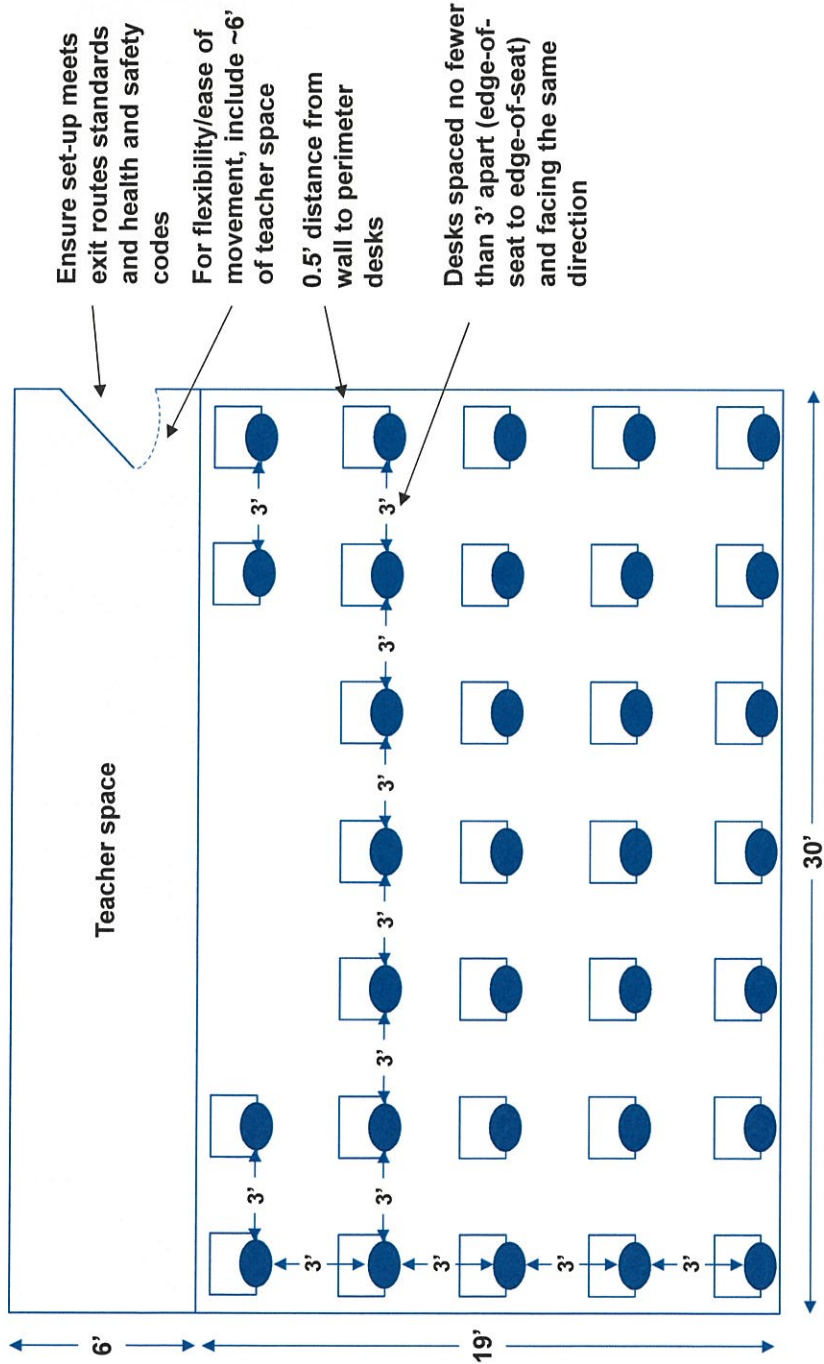 Teacher space
6'
Ensure set-up meets
exit routes standards
and health and safety
codes
For flexibility/ease of
movement, include ~6'
of teacher space
0.5' distance from
wall to perimeter
desks
Desks spaced no fewer
than 3' apart (edge-of-
seat to edge-of-seat)
and facing the same
direction
3'
3'
3'
3'
3'
3'
3'
3'
3'
3'
3'
3'
19'
30'